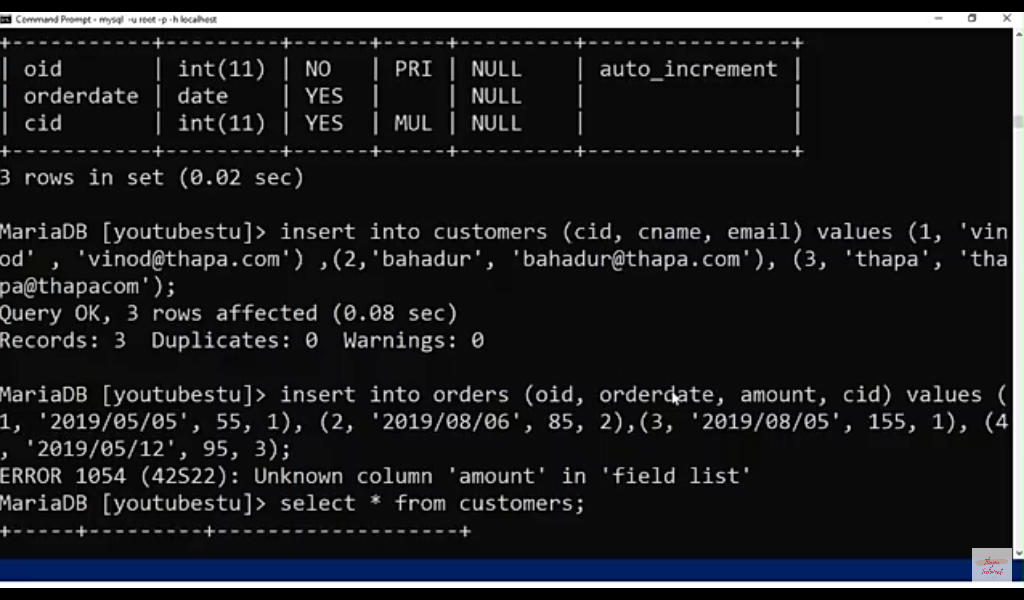 Command Prompt - mysql -u root -p -h localhost
+-----------+---------+------+-----+---------+----------------+
| oid       | int(11) | NO   | PRI | NULL    | auto_increment |
| orderdate | date    | YES  |     | NULL    |                |
| cid       | int(11) | YES  | MUL | NULL    |                |
+-----------+---------+------+-----+---------+----------------+
3 rows in set (0.02 sec)
MariaDB [youtubestu]> insert into customers (cid, cname, email) values (1, 'vin
od' , 'vinod@thapa.com') ,(2,'bahadur', 'bahadur@thapa.com'), (3, 'thapa', 'tha
pa@thapacom');
Query OK, 3 rows affected (0.08 sec)
Records: 3  Duplicates: 0  Warnings: 0
MariaDB [youtubestu]> insert into orders (oid, orderdate, amount, cid) values (
1, '2019/05/05', 55, 1), (2, '2019/08/06', 85, 2),(3, '2019/08/05', 155, 1), (4
, '2019/05/12', 95, 3);
ERROR 1054 (42S22): Unknown column 'amount' in 'field list'
MariaDB [youtubestu]> select * from customers;
+-----+---------+-------------------+